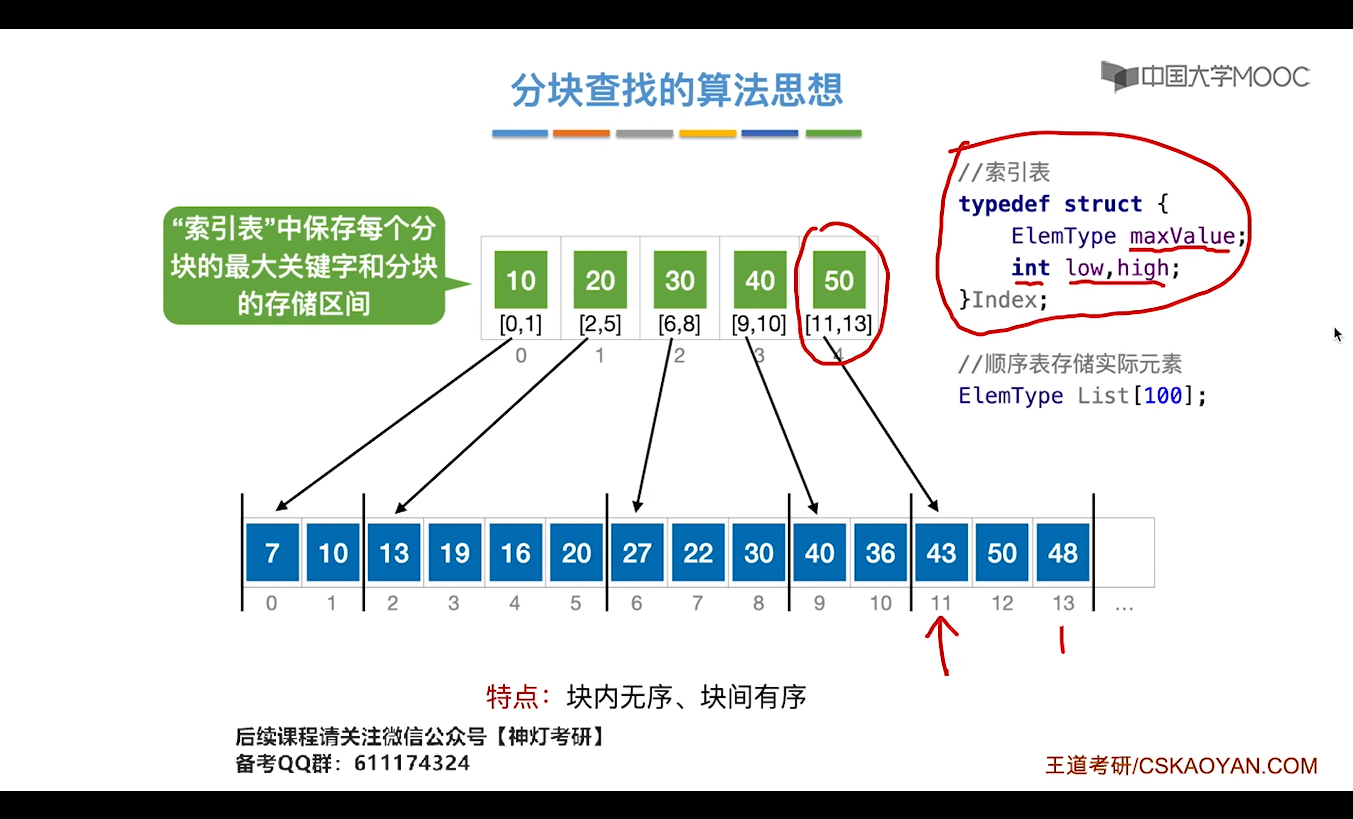 分块查找的算法思想
中国大学MOOC
“索引表”中保存每个分
块的最大关键字和分块
的存储区间
10 20 30 40 50
[0,1] [2,5] [6,8] [9,10] [11,13]
0 1 2 3 4
//索引表
typedef struct {
ElemType maxValue;
int low,high;
}Index;
//顺序表存储实际元素
ElemType List[100];
7 10 13 19 16 20 27 22 30 40 36 43 50 48
0 1 2 3 4 5 6 7 8 9 10 11 12 13 ...
特点：块内无序、块间有序
后续课程请关注微信公众号【神灯考研】
备考QQ群：611174324
王道考研/CSKAOYAN.COM